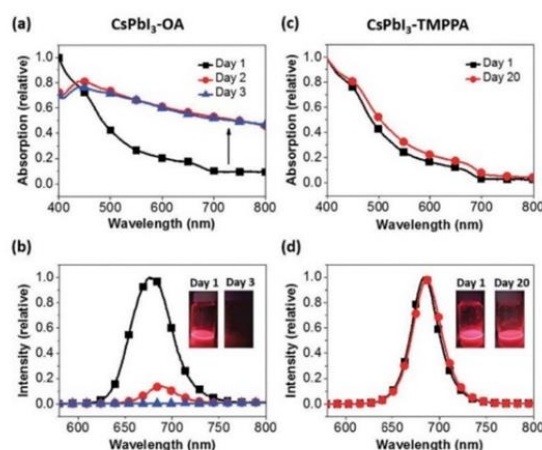 CsPbI₃-OA
CsPbI₃-TMPPA
(a)
Absorption (relative)
1.0
0.8
0.6
0.4
0.2
0.0
Day 1
Day 2
Day 3
400 500 600 700 800
Wavelength (nm)
(c)
Absorption (relative)
1.0
0.8
0.6
0.4
0.2
0.0
Day 1
Day 20
400 500 600 700 800
Wavelength (nm)
(b)
Intensity (relative)
1.0
0.8
0.6
0.4
0.2
0.0
Day 1 Day 3
600 650 700 750 800
Wavelength (nm)
(d)
Intensity (relative)
1.0
0.8
0.6
0.4
0.2
0.0
Day 1 Day 20
600 650 700 750 800
Wavelength (nm)